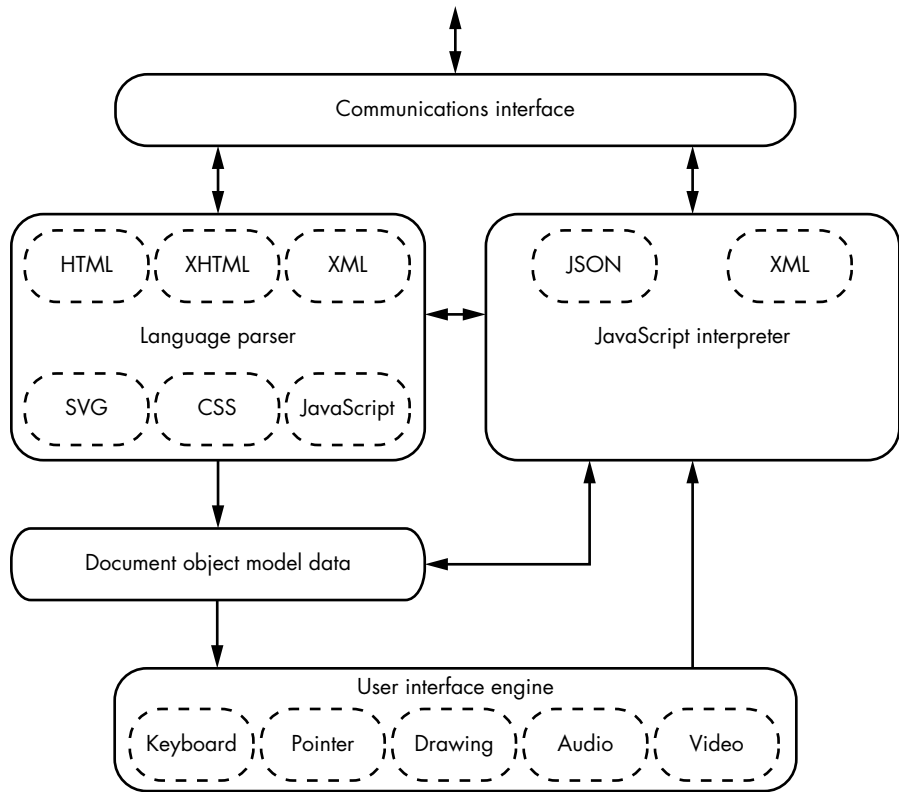 Communications interface
HTML XHTML XML
Language parser
SVG CSS JavaScript
JSON XML
JavaScript interpreter
Document object model data
User interface engine
Keyboard Pointer Drawing Audio Video